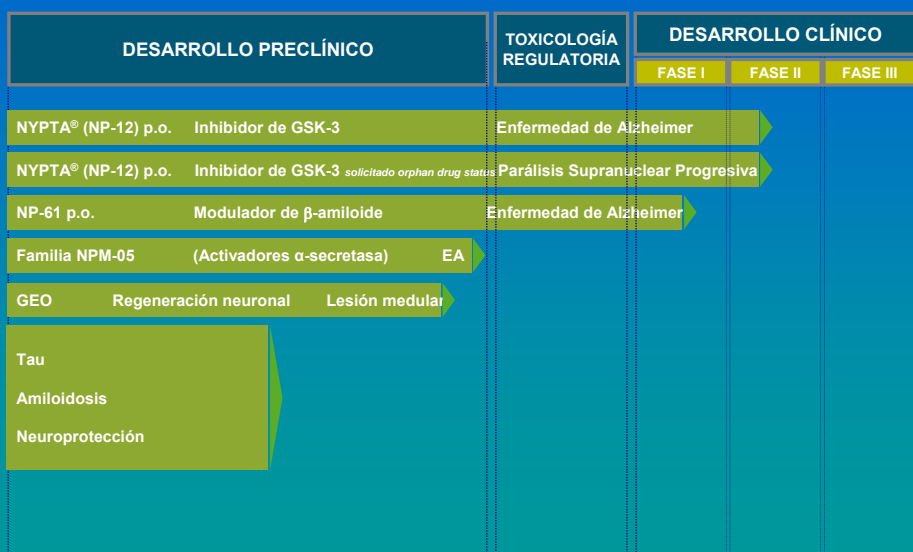 DESARROLLO PRECLÍNICO
TOXICOLOGÍA
REGULATORIA
DESARROLLO CLÍNICO
FASE I
FASE II
FASE III
NYPTA® (NP-12) p.o. Inhibidor de GSK-3 Enfermedad de Alzheimer
NYPTA® (NP-12) p.o. Inhibidor de GSK-3 solicitado orphan drug status Parálisis Supranuclear Progresiva
NP-61 p.o. Modulador de β-amiloide Enfermedad de Alzheimer
Familia NPM-05 (Activadores α-secretasa) EA
GEO Regeneración neuronal Lesión medular
Tau
Amiloidosis
Neuroprotección